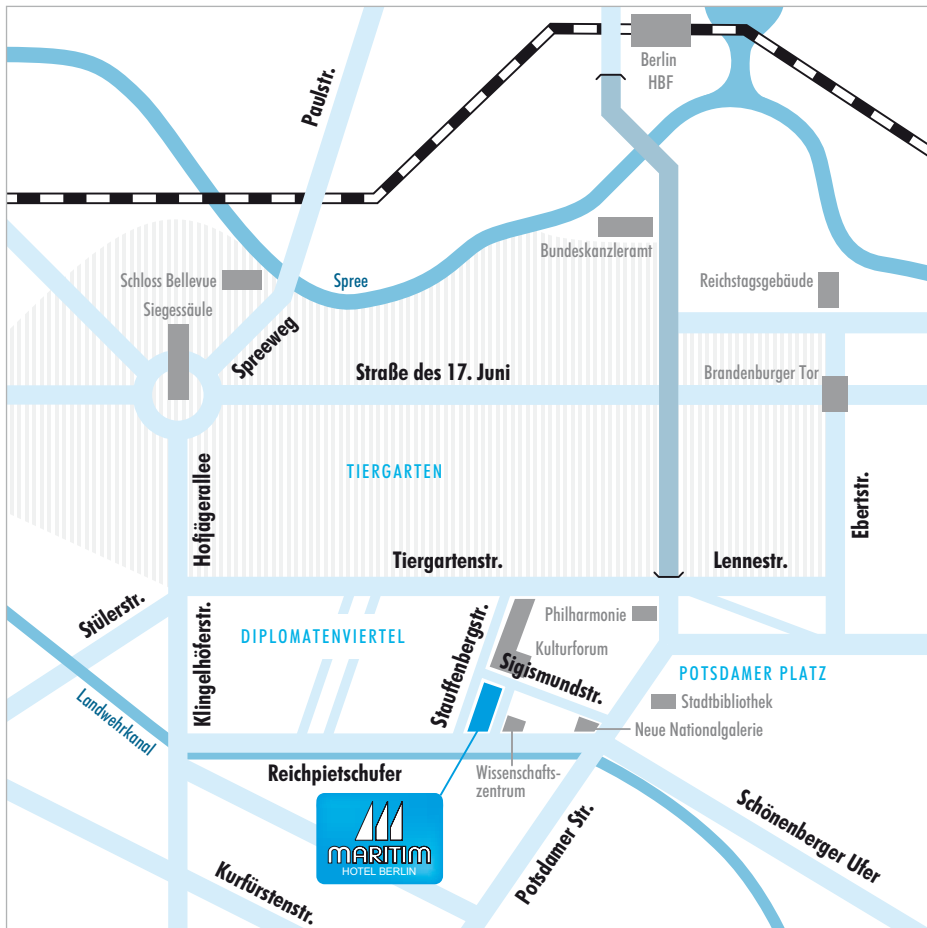 Berlin
HBF
Paulstr.
Bundeskanzleramt
Schloss Bellevue
Spree
Reichstagsgebäude
Siegessäule
Spreeweg
Straße des 17. Juni
Brandenburger Tor
TIERGARTEN
Hofjägerallee
Ebertstr.
Tiergartenstr.
Lennestr.
Stülerstr.
Philharmonie
DIPLOMATENVIERTEL
Kulturforum
Klingelhöferstr.
Stauffenbergstr.
Sigismundstr.
POTSDAMER PLATZ
Stadtbibliothek
Landwehrkanal
Neue Nationalgalerie
Reichpietschufer
Wissenschafts-
zentrum
MARITIM
HOTEL BERLIN
Schönenberger Ufer
Potsdamer Str.
Kurfürstenstr.